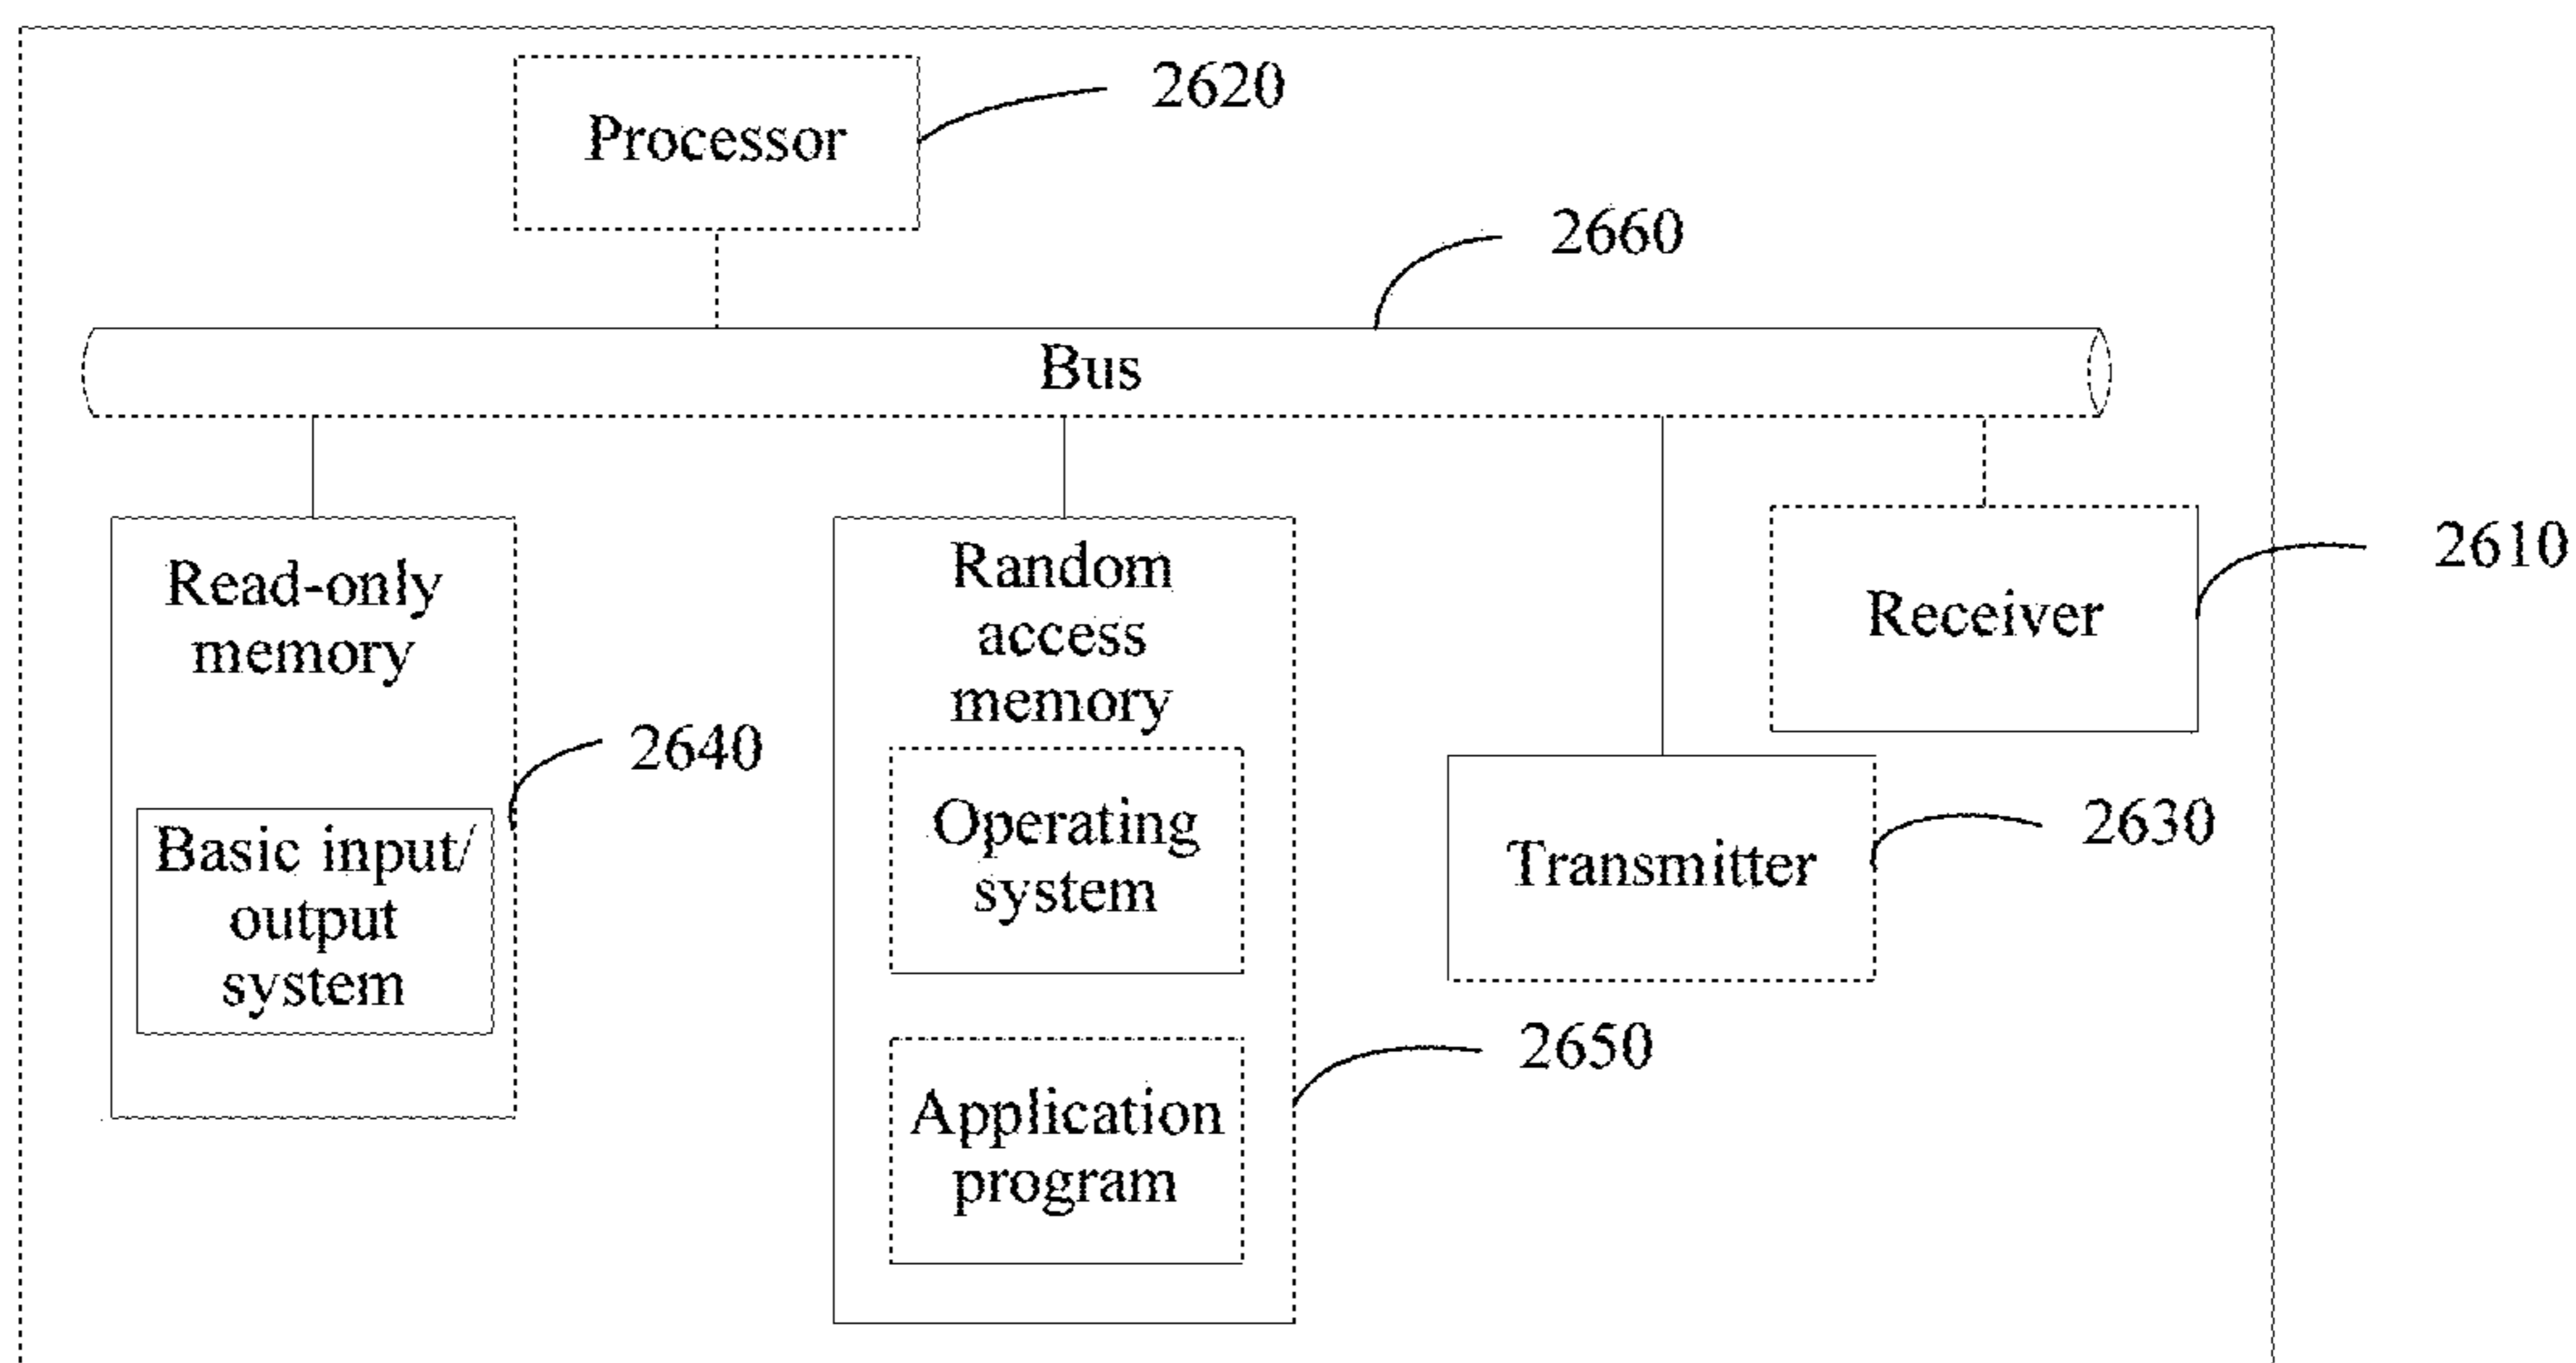 Processor
2620
2660
Bus
Read-only
memory
2640
Basic input/
output
system
Random
access
memory
Operating
system
Application
program
2650
Receiver
2610
Transmitter
2630